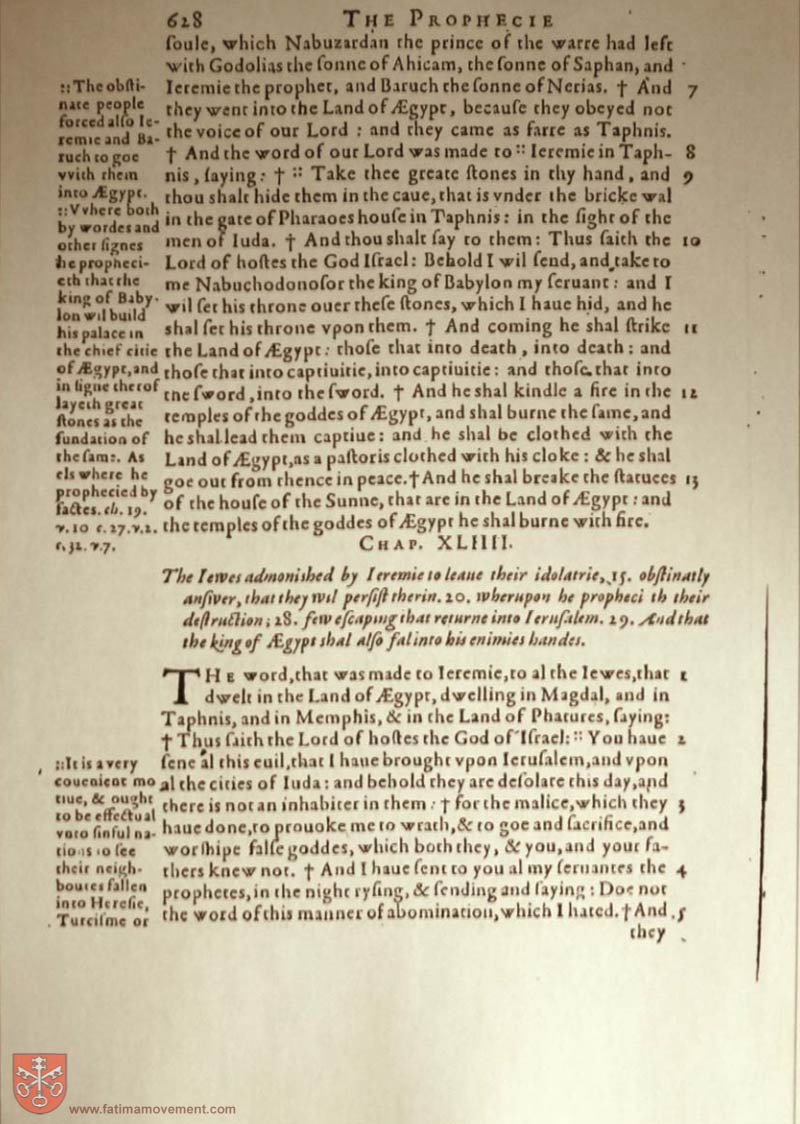 628 THE PROPHECIE
ſoule, which Nabuzardan the prince of the warre had left
with Godolias the ſonne of Ahicam, the ſonne of Saphan, and
Ieremie the prophet, and Baruch the ſonne of Nerias. † And 7
they went into the Land of Ægypt, becauſe they obeyed not
the voice of our Lord : and they came as farre as Taphnis.
† And the word of our Lord was made to :: Ieremie in Taph- 8
nis, ſaying: † :: Take thee greate ſtones in thy hand, and 9
thou shalt hide them in the caue, that is vnder the bricke wal
in the gate of Pharaoes houſe in Taphnis: in the ſight of the
men of Iuda. † And thou shalt ſay to them: Thus ſaith the 10
Lord of hoſtes the God Iſrael: Behold I wil ſend, and take to
me Nabuchodonoſor the king of Babylon my ſeruant: and I
wil ſet his throne ouer theſe ſtones, which I haue hid, and he
shal ſet his throne vpon them. † And coming he shal ſtrike 11
the Land of Ægypt: thoſe that into death, into death: and
thoſe that into captiuitie, into captiuitie: and thoſe that into
the ſword, into the ſword. † And he shal kindle a fire in the 12
temples of the goddes of Ægypt, and shal burne the ſame, and
he shal lead them captiue: and he shal be clothed with the
Land of Ægypt, as a paſtor is clothed with his cloke: & he shal
goe out from thence in peace. † And he shal breake the ſtatuees 13
of the houſe of the Sunne, that are in the Land of Ægypt: and
the temples of the goddes of Ægypt he shal burne with fire.
:: The obſti-
nate people
forced alſo Ie-
remie and Ba-
ruch to goe
vvith them
into Ægypt.
:: Vvhere both
by wordes and
other ſignes
he propheci-
eth that the
king of Baby-
lon wil build
his palace in
the chief citie
of Ægypt, and
in ſigne therof
layeth great
ſtones as the
fundation of
the ſame. As
els where he
prophecied by
factes. ch. 19.
v. 10 c. 27. v. 2.
c. 32. v. 7.
CHAP. XLIIII.
The Iewes admoniſhed by Ieremie to leaue their idolatrie, 15. obſtinatly
anſwer, that they wil perſiſt therin. 20. wherupon he propheci th their
deſtruction; 28. few eſcaping that returne into Ieruſalem. 29. And that
the king of Ægypt shal alſo fal into his enimies handes.
THE word, that was made to Ieremie, to al the Iewes, that 1
dwelt in the Land of Ægypt, dwelling in Magdal, and in
Taphnis, and in Memphis, & in the Land of Phatures, ſaying:
† Thus ſaith the Lord of hoſtes the God of Iſrael: :: You haue 2
ſene al this euil, that I haue brought vpon Ieruſalem, and vpon
al the cities of Iuda: and behold they are deſolate this day, and
there is not an inhabiter in them: † for the malice, which they 3
haue done, to prouoke me to wrath, & to goe and ſacrifice, and
worſhipe falſe goddes, which both they, & you, and your fa-
thers knew not. † And I haue ſent to you al my ſeruantes the 4
prophetes, in the night ryſing, & ſending and ſaying: Doe not
the word of this manner of abomination, which I hated. † And 5
they
:: It is a very
conenient mo
tiue, & ought
to be effectual
vnto ſinful na-
tions to ſee
their neigh-
boures fallen
into Hereſie,
Turciſme or
www.fatimamovement.com